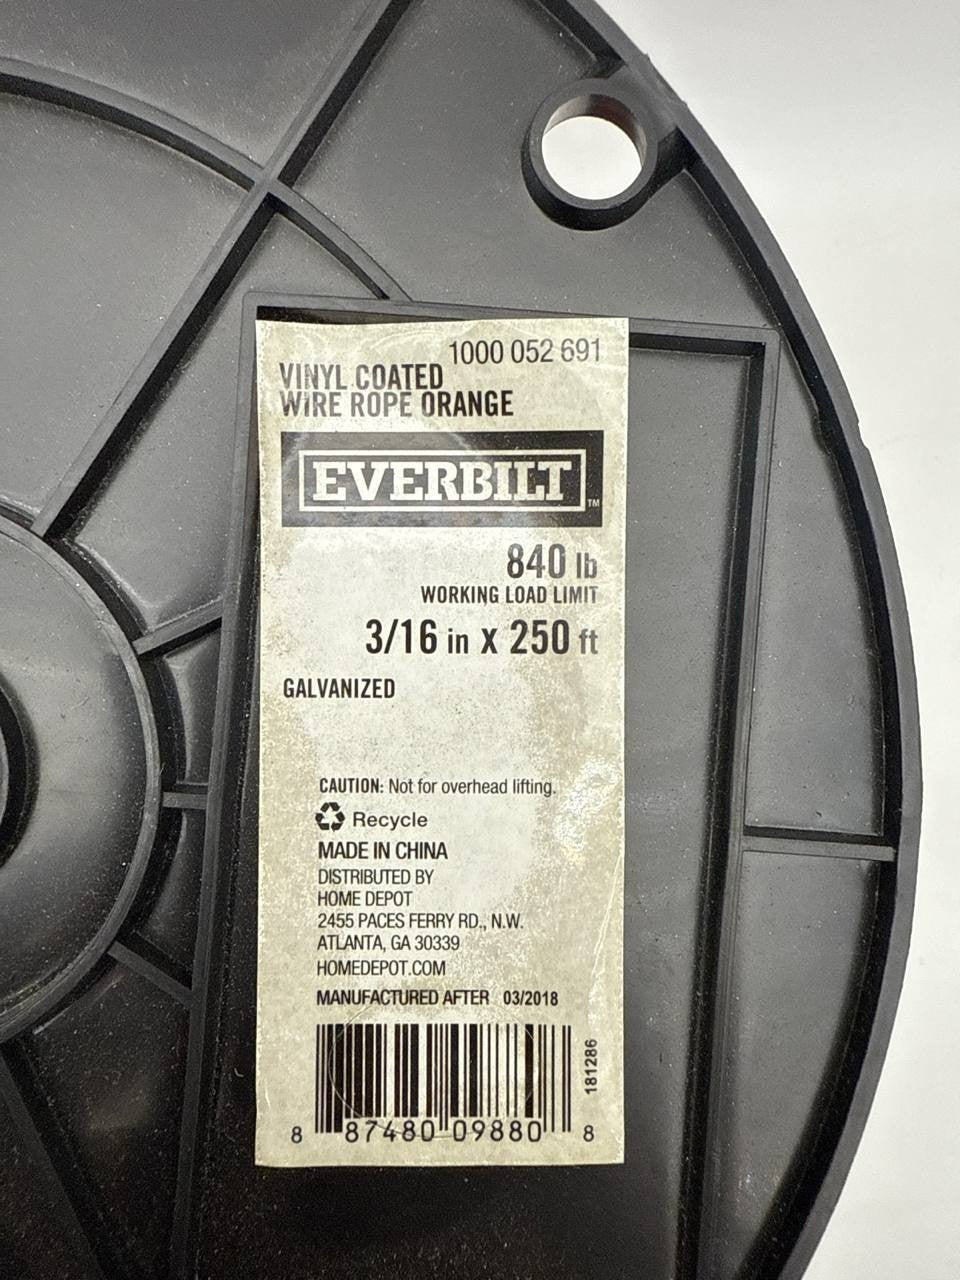 1000 052 691
VINYL COATED
WIRE ROPE ORANGE
EVERBILT™
840 lb
WORKING LOAD LIMIT
3/16 in x 250 ft
GALVANIZED
CAUTION: Not for overhead lifting.
Recycle
MADE IN CHINA
DISTRIBUTED BY
HOME DEPOT
2455 PACES FERRY RD., N.W.
ATLANTA, GA 30339
HOMEDEPOT.COM
MANUFACTURED AFTER 03/2018
181286
8 87480 09880 8